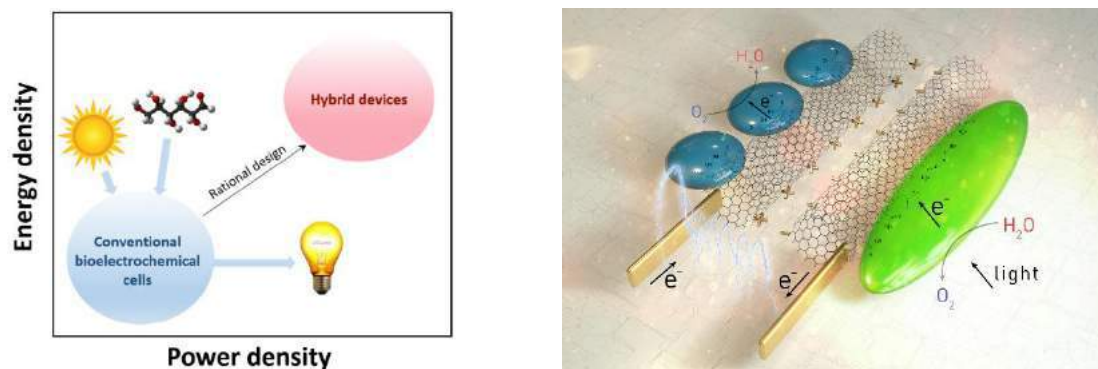 Energy density
Hybrid devices
Rational design
Conventional
bioelectrochemical
cells
Power density
H₂O
O₂
e⁻
e⁻
H₂O
O₂
light
e⁻
e⁻